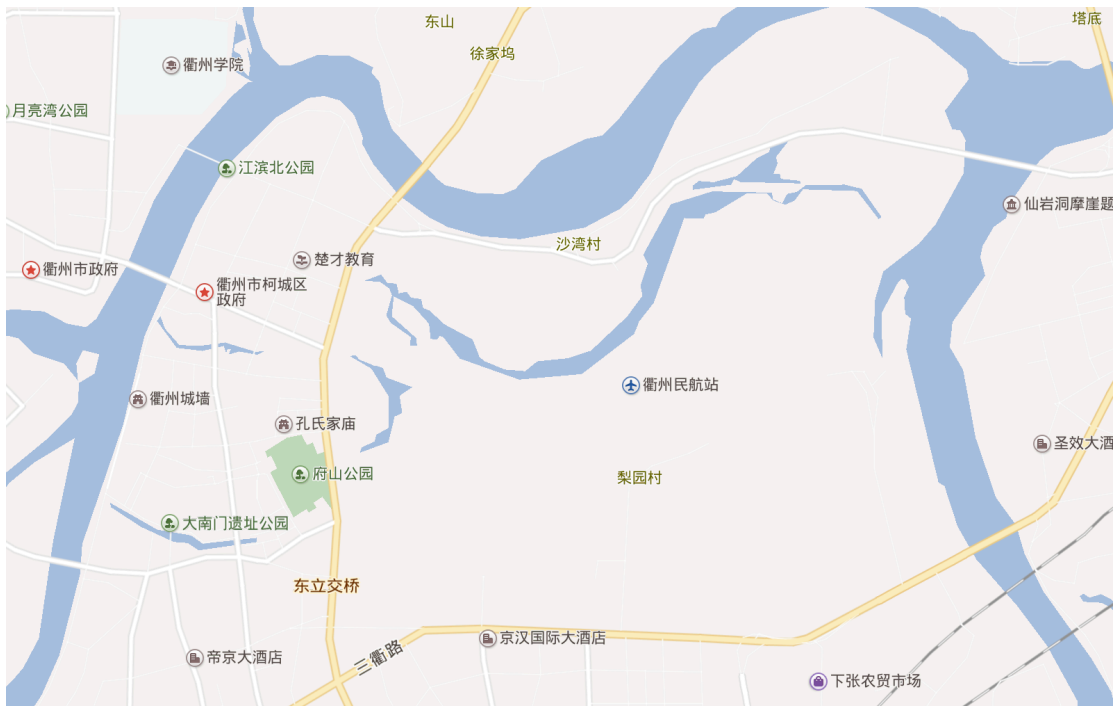 东山
塔底
徐家坞
衢州学院
月亮湾公园
江滨北公园
仙岩洞摩崖题
沙湾村
楚才教育
衢州市政府
衢州市柯城区
政府
衢州民航站
衢州城墙
孔氏家庙
圣效大酒
府山公园
梨园村
大南门遗址公园
东立交桥
京汉国际大酒店
三衢路
帝京大酒店
下张农贸市场